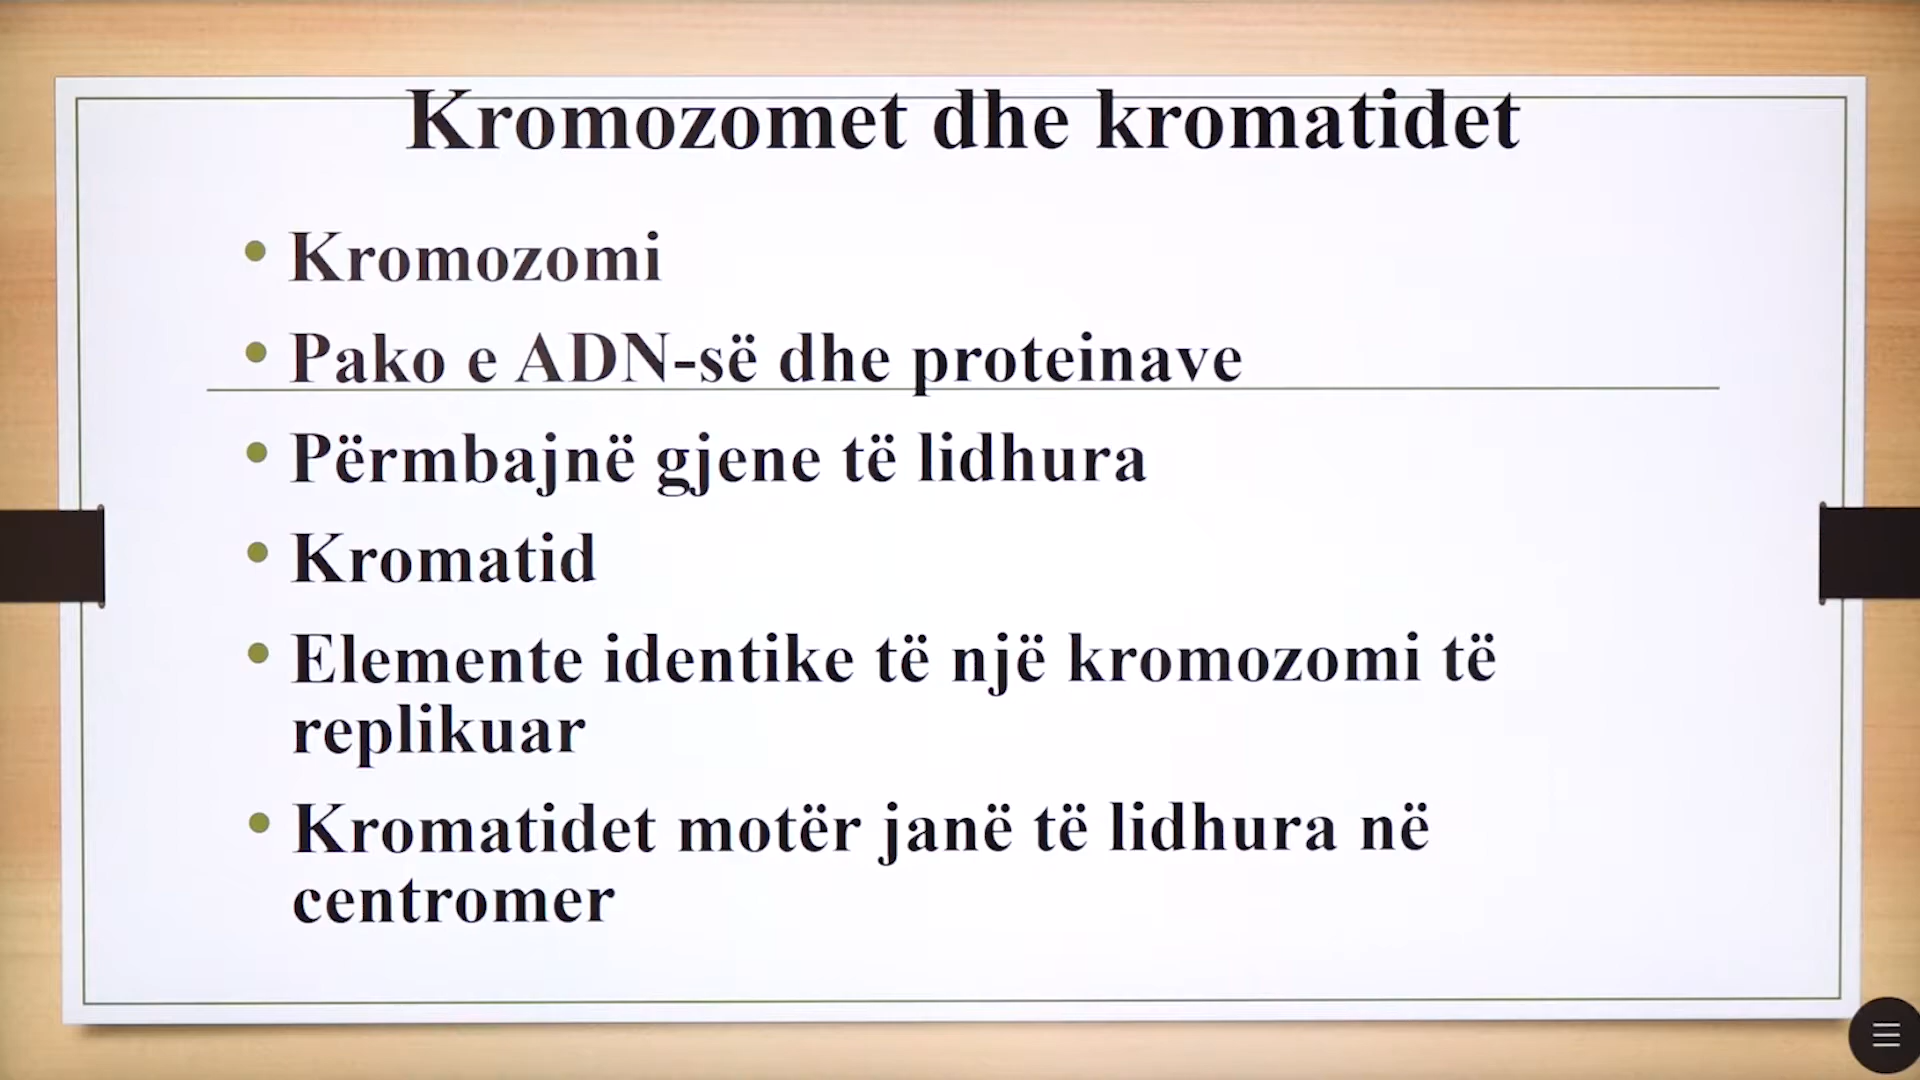 Kromozomet dhe kromatidet
• Kromozomi
• Pako e ADN-së dhe proteinave
• Përmbajnë gjene të lidhura
• Kromatid
• Elemente identike të një kromozomi të
replikuar
• Kromatidet motër janë të lidhura në
centromer